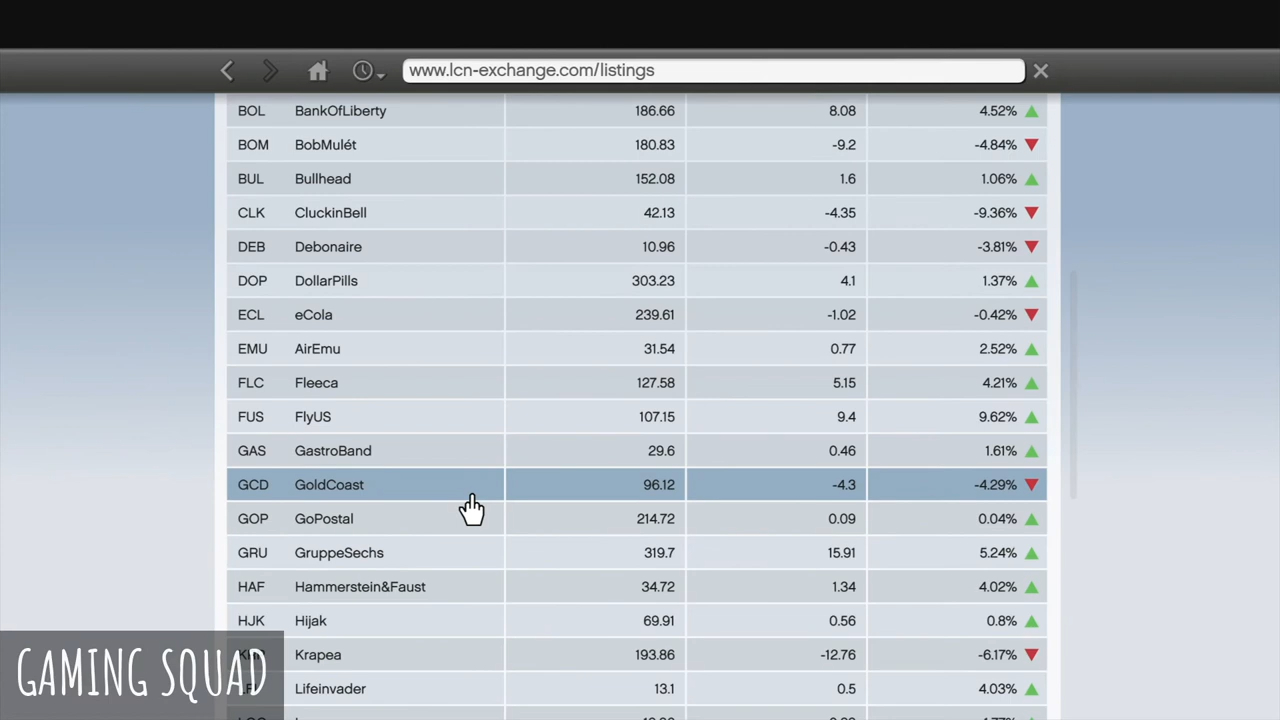 www.lcn-exchange.com/listings
BOL BankOfLiberty 186.66 8.08 4.52%
BOM BobMulét 180.83 -9.2 -4.84%
BUL Bullhead 152.08 1.6 1.06%
CLK CluckinBell 42.13 -4.35 -9.36%
DEB Debonaire 10.96 -0.43 -3.81%
DOP DollarPills 303.23 4.1 1.37%
ECL eCola 239.61 -1.02 -0.42%
EMU AirEmu 31.54 0.77 2.52%
FLC Fleeca 127.58 5.15 4.21%
FUS FlyUS 107.15 9.4 9.62%
GAS GastroBand 29.6 0.46 1.61%
GCD GoldCoast 96.12 -4.3 -4.29%
GOP GoPostal 214.72 0.09 0.04%
GRU GruppeSechs 319.7 15.91 5.24%
HAF Hammerstein&Faust 34.72 1.34 4.02%
HJK Hijak 69.91 0.56 0.8%
Krapea 193.86 -12.76 -6.17%
Lifeinvader 13.1 0.5 4.03%
GAMING SQUAD